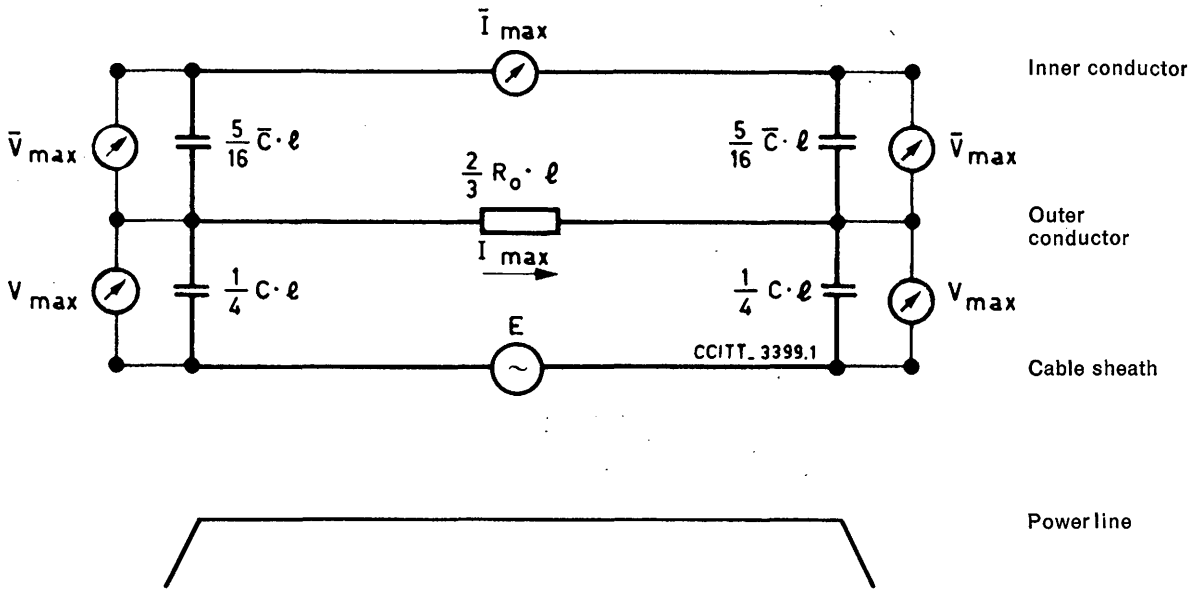 Ī max
Inner conductor
V̄ max
5/16 C̄ · ℓ
5/16 C̄ · ℓ
V̄ max
2/3 R₀ · ℓ
Outer
conductor
I max
V max
1/4 C · ℓ
1/4 C · ℓ
V max
E
~
CCITT_3399.1
Cable sheath
Power line